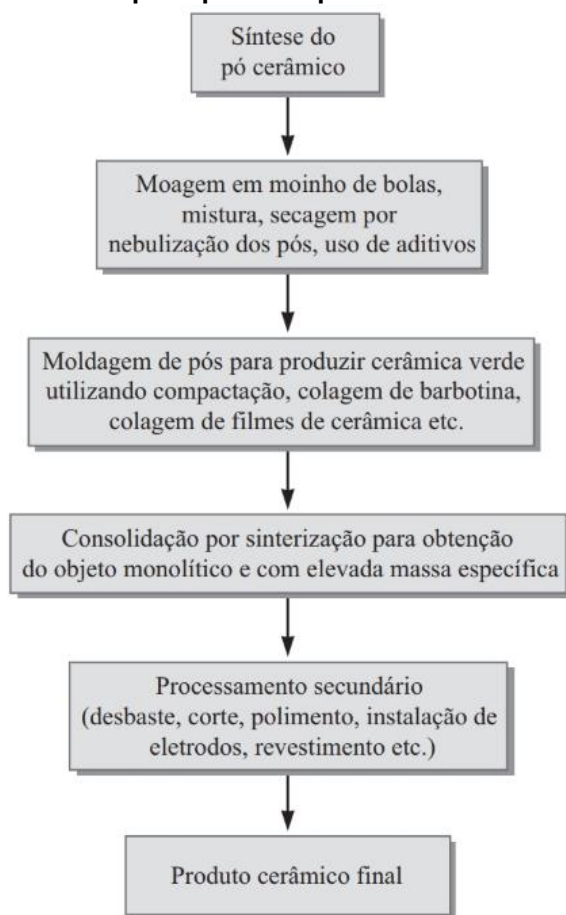 Síntese do
pó cerâmico
Moagem em moinho de bolas,
mistura, secagem por
nebulização dos pós, uso de aditivos
Moldagem de pós para produzir cerâmica verde
utilizando compactação, colagem de barbotina,
colagem de filmes de cerâmica etc.
Consolidação por sinterização para obtenção
do objeto monolítico e com elevada massa específica
Processamento secundário
(desbaste, corte, polimento, instalação de
eletrodos, revestimento etc.)
Produto cerâmico final